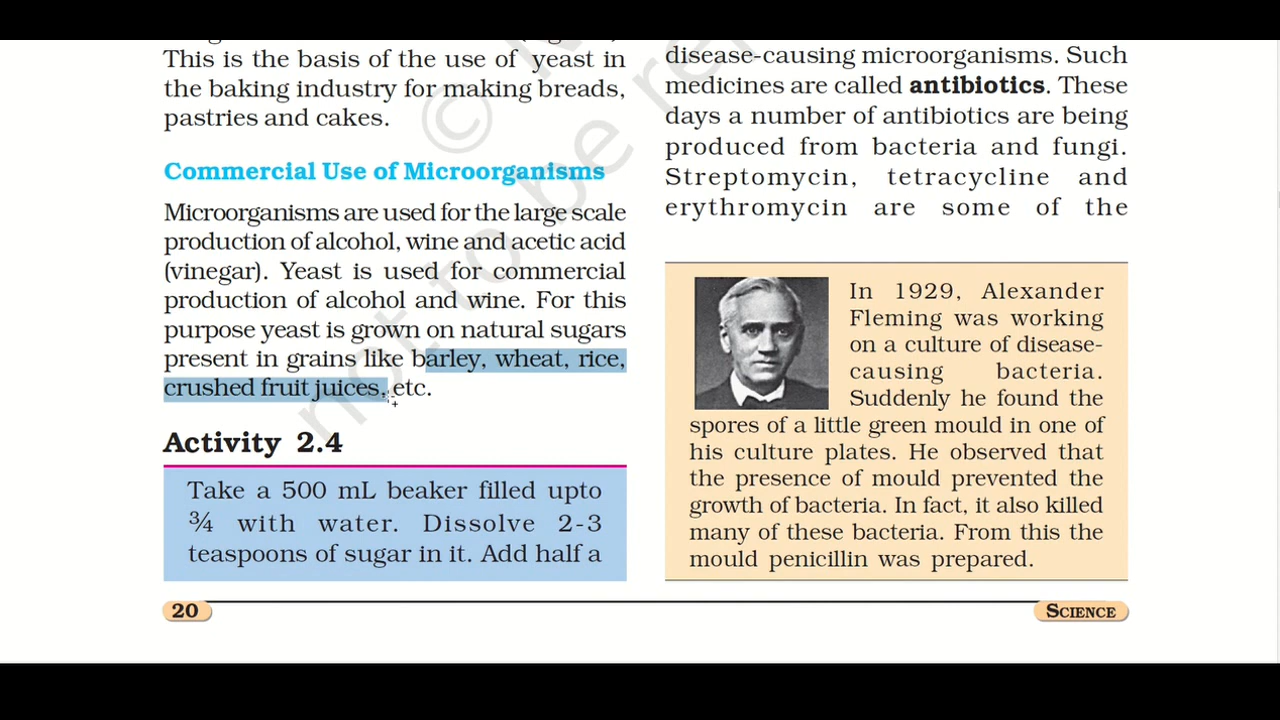 This is the basis of the use of yeast in
the baking industry for making breads,
pastries and cakes.
Commercial Use of Microorganisms
Microorganisms are used for the large scale
production of alcohol, wine and acetic acid
(vinegar). Yeast is used for commercial
production of alcohol and wine. For this
purpose yeast is grown on natural sugars
present in grains like barley, wheat, rice,
crushed fruit juices, etc.
Activity 2.4
Take a 500 mL beaker filled upto
¾ with water. Dissolve 2-3
teaspoons of sugar in it. Add half a
disease-causing microorganisms. Such
medicines are called antibiotics. These
days a number of antibiotics are being
produced from bacteria and fungi.
Streptomycin, tetracycline and
erythromycin are some of the
In 1929, Alexander
Fleming was working
on a culture of disease-
causing bacteria.
Suddenly he found the
spores of a little green mould in one of
his culture plates. He observed that
the presence of mould prevented the
growth of bacteria. In fact, it also killed
many of these bacteria. From this the
mould penicillin was prepared.
20
SCIENCE
©
not to be re